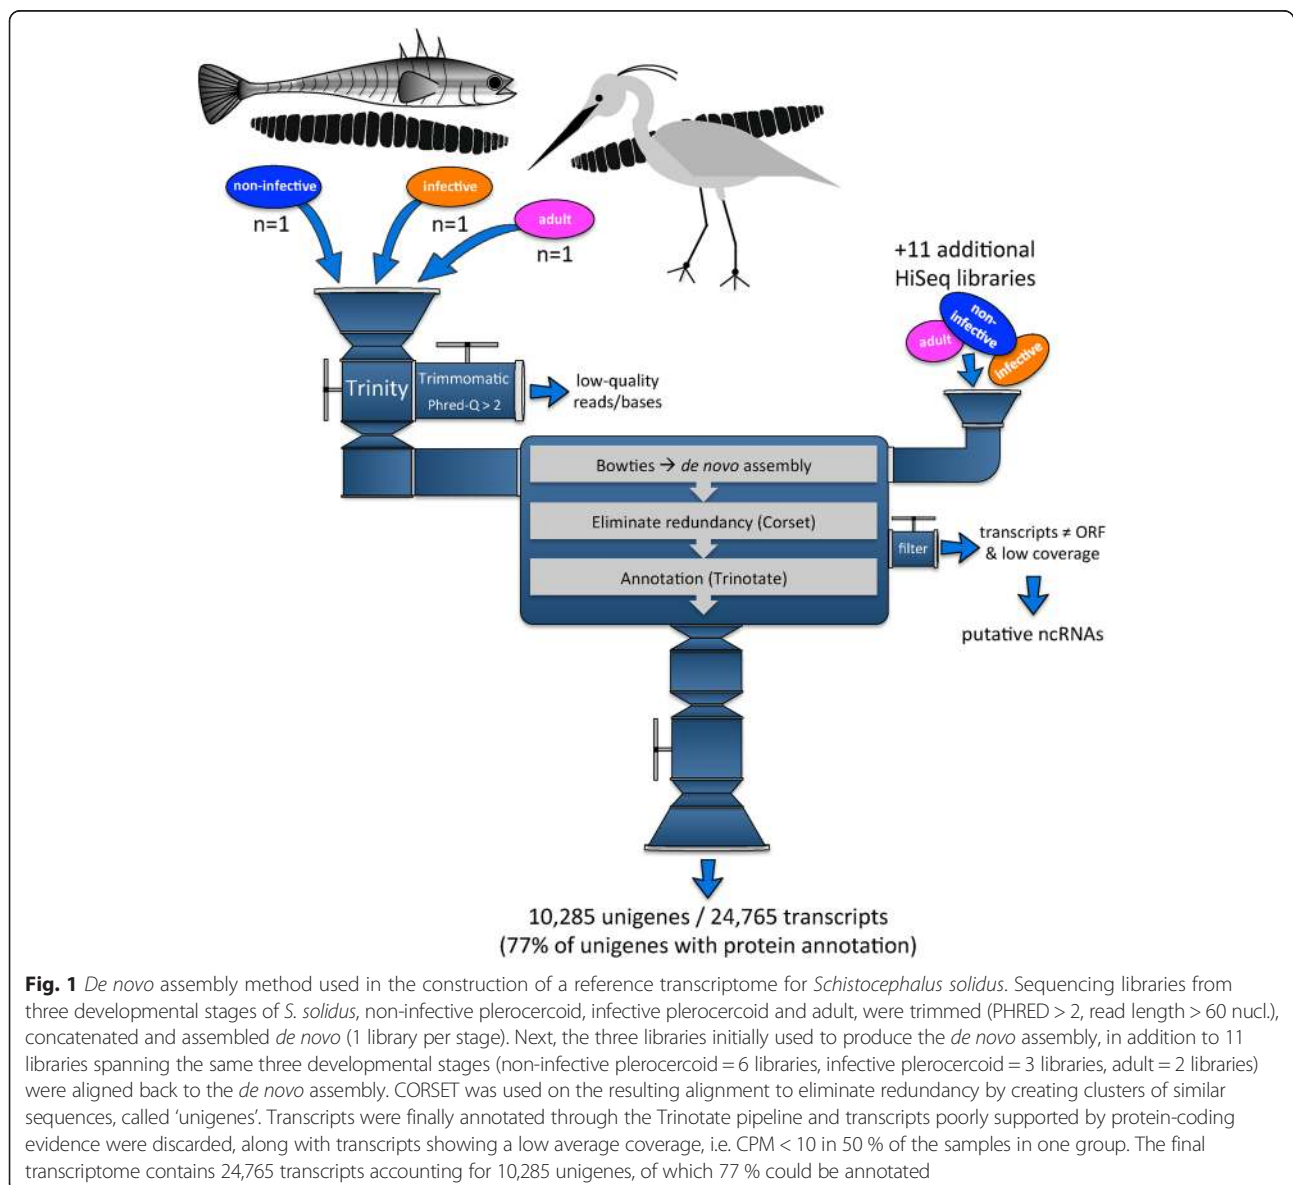 non-infective
n=1
infective
n=1
adult
n=1
+11 additional
HiSeq libraries
adult
non-
infective
infective
Trinity
Trimmomatic
Phred-Q > 2
low-quality
reads/bases
Bowties → de novo assembly
Eliminate redundancy (Corset)
Annotation (Trinotate)
filter
transcripts ≠ ORF
& low coverage
putative ncRNAs
10,285 unigenes / 24,765 transcripts
(77% of unigenes with protein annotation)
Fig. 1 De novo assembly method used in the construction of a reference transcriptome for Schistocephalus solidus. Sequencing libraries from
three developmental stages of S. solidus, non-infective plerocercoid, infective plerocercoid and adult, were trimmed (PHRED > 2, read length > 60 nucl.),
concatenated and assembled de novo (1 library per stage). Next, the three libraries initially used to produce the de novo assembly, in addition to 11
libraries spanning the same three developmental stages (non-infective plerocercoid = 6 libraries, infective plerocercoid = 3 libraries, adult = 2 libraries)
were aligned back to the de novo assembly. CORSET was used on the resulting alignment to eliminate redundancy by creating clusters of similar
sequences, called ‘unigenes’. Transcripts were finally annotated through the Trinotate pipeline and transcripts poorly supported by protein-coding
evidence were discarded, along with transcripts showing a low average coverage, i.e. CPM < 10 in 50 % of the samples in one group. The final
transcriptome contains 24,765 transcripts accounting for 10,285 unigenes, of which 77 % could be annotated